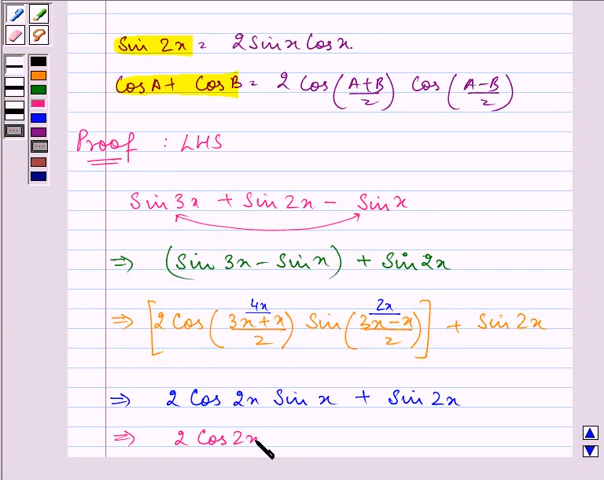 Sin 2x = 2 Sin x Cos x.
Cos A + Cos B = 2 Cos (A+B/2) Cos (A-B/2)
Proof : LHS
Sin 3x + Sin 2x - Sin x
⇒ (Sin 3x - Sin x) + Sin 2x
4x 2x
⇒ [2 Cos (3x+x/2) Sin (3x-x/2)] + Sin 2x
⇒ 2 Cos 2x Sin x + Sin 2x
⇒ 2 Cos 2x